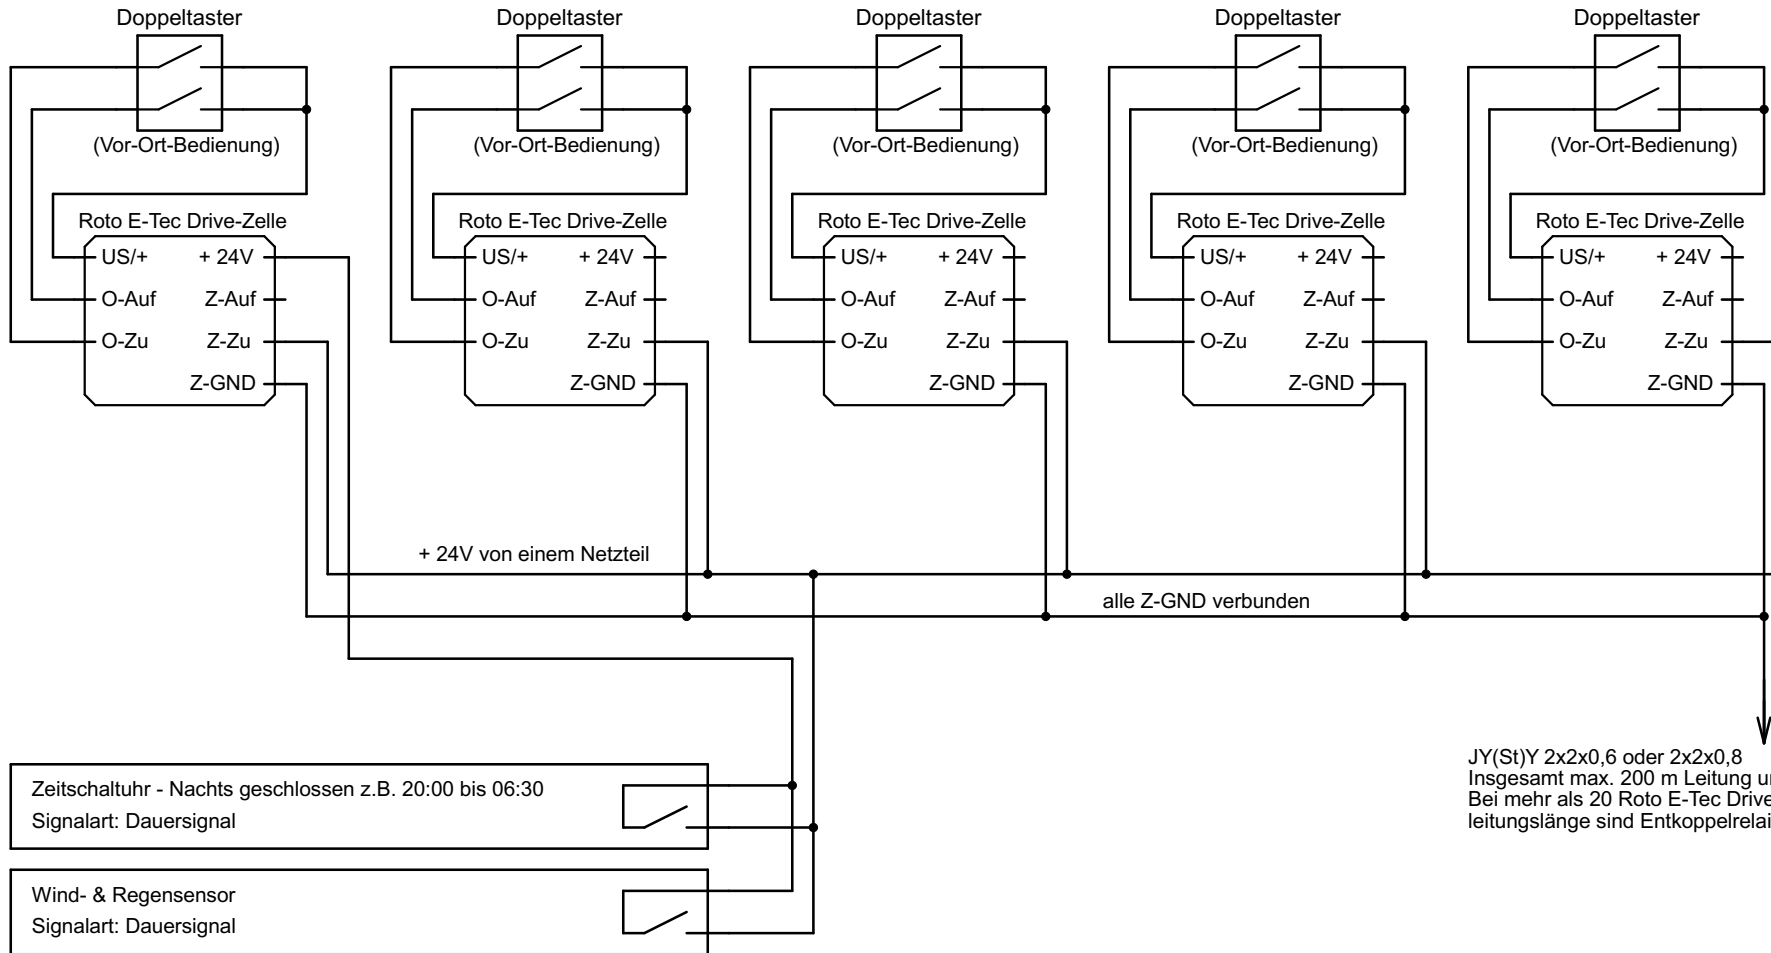 Doppeltaster
Doppeltaster
Doppeltaster
Doppeltaster
Doppeltaster
(Vor-Ort-Bedienung)
(Vor-Ort-Bedienung)
(Vor-Ort-Bedienung)
(Vor-Ort-Bedienung)
(Vor-Ort-Bedienung)
Roto E-Tec Drive-Zelle
US/+ + 24V
O-Auf Z-Auf
O-Zu Z-Zu
Z-GND
Roto E-Tec Drive-Zelle
US/+ + 24V
O-Auf Z-Auf
O-Zu Z-Zu
Z-GND
Roto E-Tec Drive-Zelle
US/+ + 24V
O-Auf Z-Auf
O-Zu Z-Zu
Z-GND
Roto E-Tec Drive-Zelle
US/+ + 24V
O-Auf Z-Auf
O-Zu Z-Zu
Z-GND
Roto E-Tec Drive-Zelle
US/+ + 24V
O-Auf Z-Auf
O-Zu Z-Zu
Z-GND
+ 24V von einem Netzteil
alle Z-GND verbunden
Zeitschaltuhr - Nachts geschlossen z.B. 20:00 bis 06:30
Signalart: Dauersignal
Wind- & Regensensor
Signalart: Dauersignal
JY(St)Y 2x2x0,6 oder 2x2x0,8
Insgesamt max. 200 m Leitung
Bei mehr als 20 Roto E-Tec Drive
leitungslänge sind